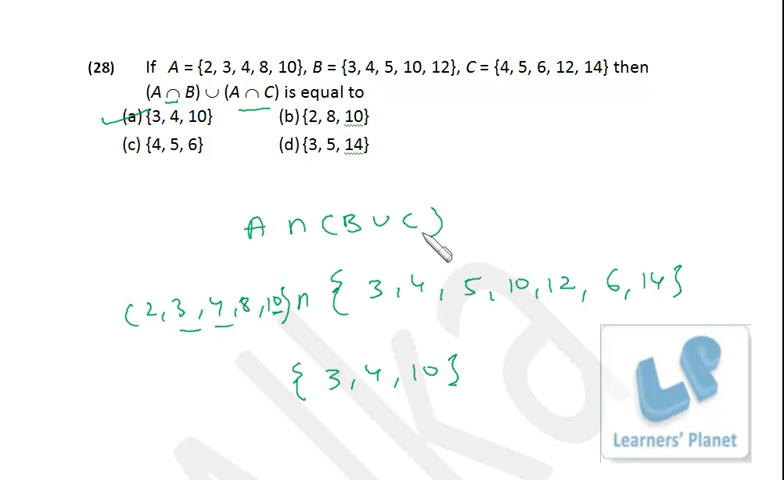 (28) If A = {2, 3, 4, 8, 10}, B = {3, 4, 5, 10, 12}, C = {4, 5, 6, 12, 14} then
(A ∩ B) ∪ (A ∩ C) is equal to
(a) {3, 4, 10} (b) {2, 8, 10}
(c) {4, 5, 6} (d) {3, 5, 14}
A ∩ (B ∪ C)
(2, 3, 4, 8, 10} ∩ { 3, 4, 5, 10, 12, 6, 14}
{ 3, 4, 10}
LP
Learners' Planet
Alka